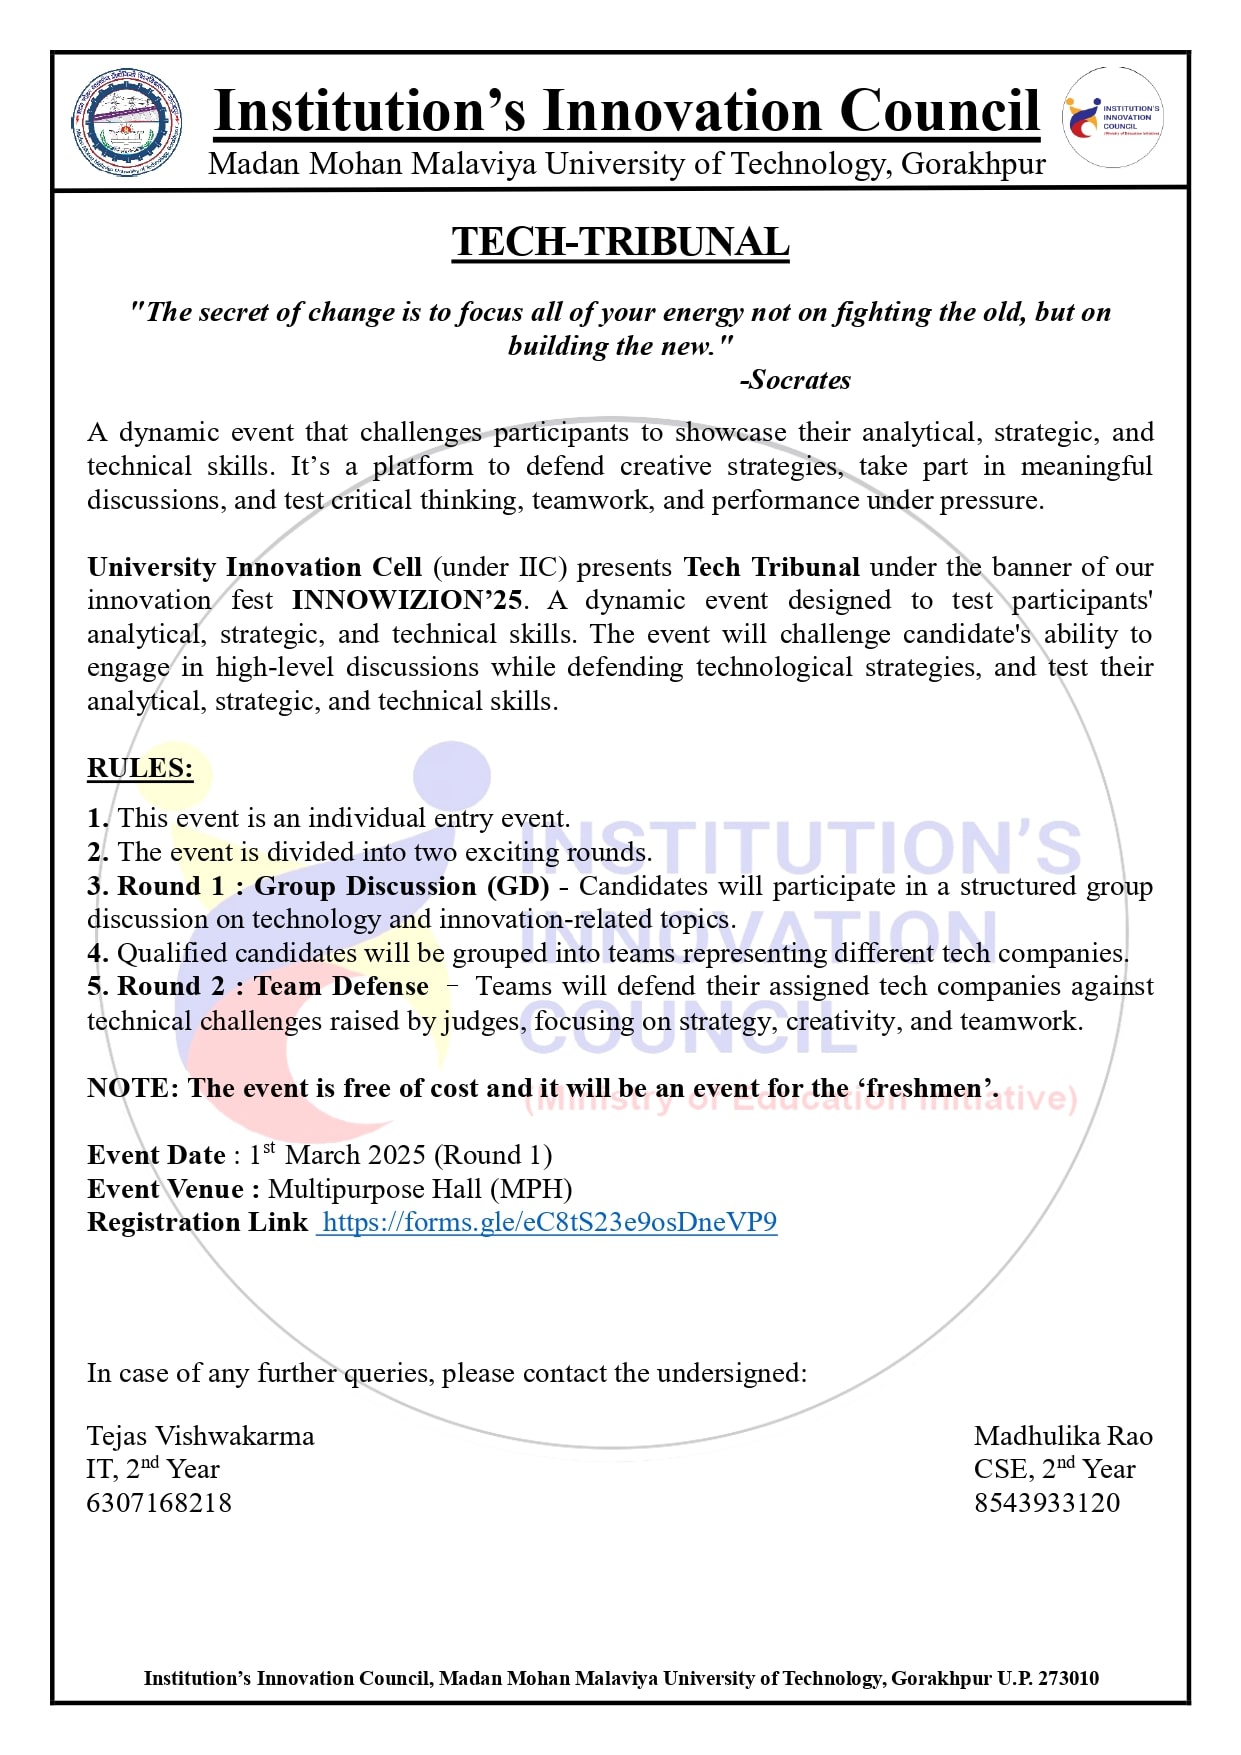 Institution’s Innovation Council
Madan Mohan Malaviya University of Technology, Gorakhpur
INSTITUTION'S
INNOVATION
COUNCIL
(Ministry of Education Initiative)
TECH-TRIBUNAL
"The secret of change is to focus all of your energy not on fighting the old, but on
building the new."
-Socrates
A dynamic event that challenges participants to showcase their analytical, strategic, and
technical skills. It’s a platform to defend creative strategies, take part in meaningful
discussions, and test critical thinking, teamwork, and performance under pressure.
University Innovation Cell (under IIC) presents Tech Tribunal under the banner of our
innovation fest INNOWIZION’25. A dynamic event designed to test participants'
analytical, strategic, and technical skills. The event will challenge candidate's ability to
engage in high-level discussions while defending technological strategies, and test their
analytical, strategic, and technical skills.
RULES:
1. This event is an individual entry event.
2. The event is divided into two exciting rounds.
3. Round 1 : Group Discussion (GD) - Candidates will participate in a structured group
discussion on technology and innovation-related topics.
4. Qualified candidates will be grouped into teams representing different tech companies.
5. Round 2 : Team Defense – Teams will defend their assigned tech companies against
technical challenges raised by judges, focusing on strategy, creativity, and teamwork.
INSTITUTION’S
INNOVATION
COUNCIL
(Ministry of Education Initiative)
NOTE: The event is free of cost and it will be an event for the ‘freshmen’.
Event Date : 1st March 2025 (Round 1)
Event Venue : Multipurpose Hall (MPH)
Registration Link https://forms.gle/eC8tS23e9osDneVP9
In case of any further queries, please contact the undersigned:
Tejas Vishwakarma
IT, 2nd Year
6307168218
Madhulika Rao
CSE, 2nd Year
8543933120
Institution’s Innovation Council, Madan Mohan Malaviya University of Technology, Gorakhpur U.P. 273010